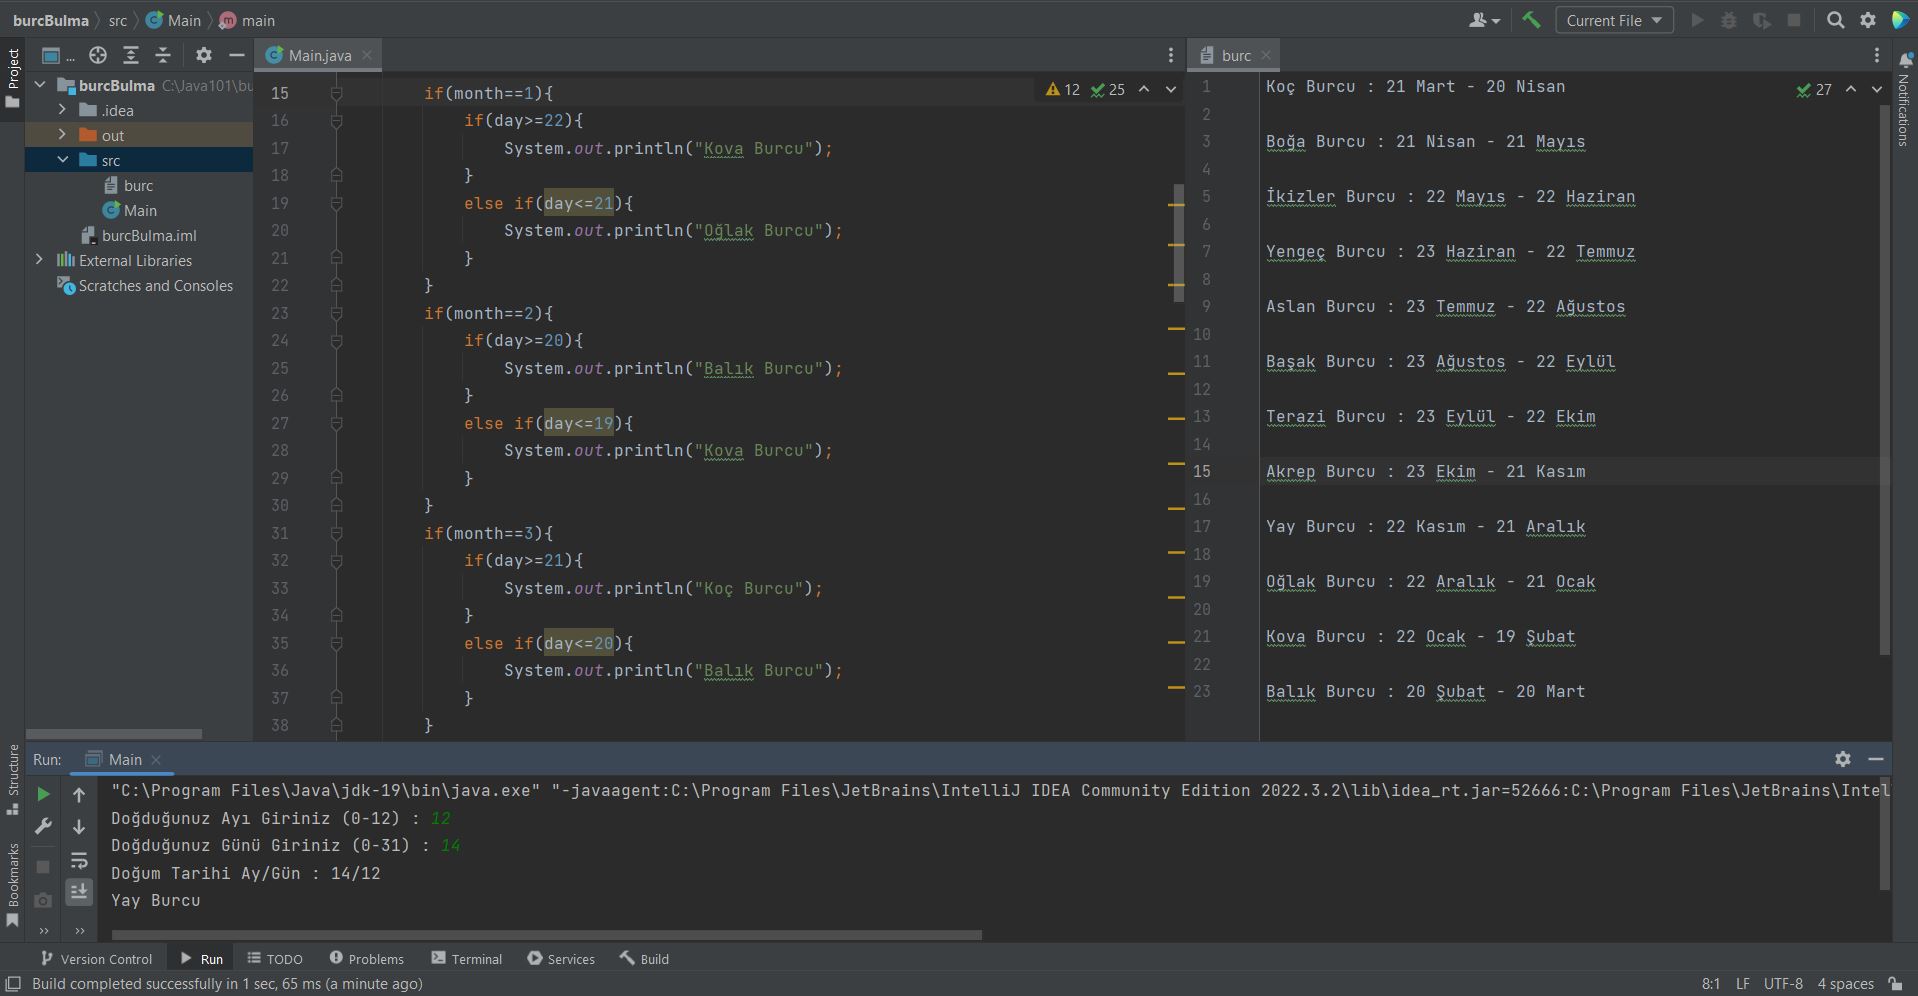 burcBulma src Main main
Current File
Project
...
Main.java
burc
burcBulma C:\Java101\bu
.idea
out
src
burc
Main
burcBulma.iml
External Libraries
Scratches and Consoles
12 25
15 if(month==1){
16 if(day>=22){
17 System.out.println("Kova Burcu");
18 }
19 else if(day<=21){
20 System.out.println("Oğlak Burcu");
21 }
22 }
23 if(month==2){
24 if(day>=20){
25 System.out.println("Balık Burcu");
26 }
27 else if(day<=19){
28 System.out.println("Kova Burcu");
29 }
30 }
31 if(month==3){
32 if(day>=21){
33 System.out.println("Koç Burcu");
34 }
35 else if(day<=20){
36 System.out.println("Balık Burcu");
37 }
38 }
27
1 Koç Burcu : 21 Mart - 20 Nisan
2
3 Boğa Burcu : 21 Nisan - 21 Mayıs
4
5 İkizler Burcu : 22 Mayıs - 22 Haziran
6
7 Yengeç Burcu : 23 Haziran - 22 Temmuz
8
9 Aslan Burcu : 23 Temmuz - 22 Ağustos
10
11 Başak Burcu : 23 Ağustos - 22 Eylül
12
13 Terazi Burcu : 23 Eylül - 22 Ekim
14
15 Akrep Burcu : 23 Ekim - 21 Kasım
16
17 Yay Burcu : 22 Kasım - 21 Aralık
18
19 Oğlak Burcu : 22 Aralık - 21 Ocak
20
21 Kova Burcu : 22 Ocak - 19 Şubat
22
23 Balık Burcu : 20 Şubat - 20 Mart
Notifications
Structure
Bookmarks
Run: Main
"C:\Program Files\Java\jdk-19\bin\java.exe" "-javaagent:C:\Program Files\JetBrains\IntelliJ IDEA Community Edition 2022.3.2\lib\idea_rt.jar=52666:C:\Program Files\JetBrains\Intel
Doğduğunuz Ayı Giriniz (0-12) : 12
Doğduğunuz Günü Giriniz (0-31) : 14
Doğum Tarihi Ay/Gün : 14/12
Yay Burcu
Version Control Run TODO Problems Terminal Services Build
Build completed successfully in 1 sec, 65 ms (a minute ago)
8:1 LF UTF-8 4 spaces